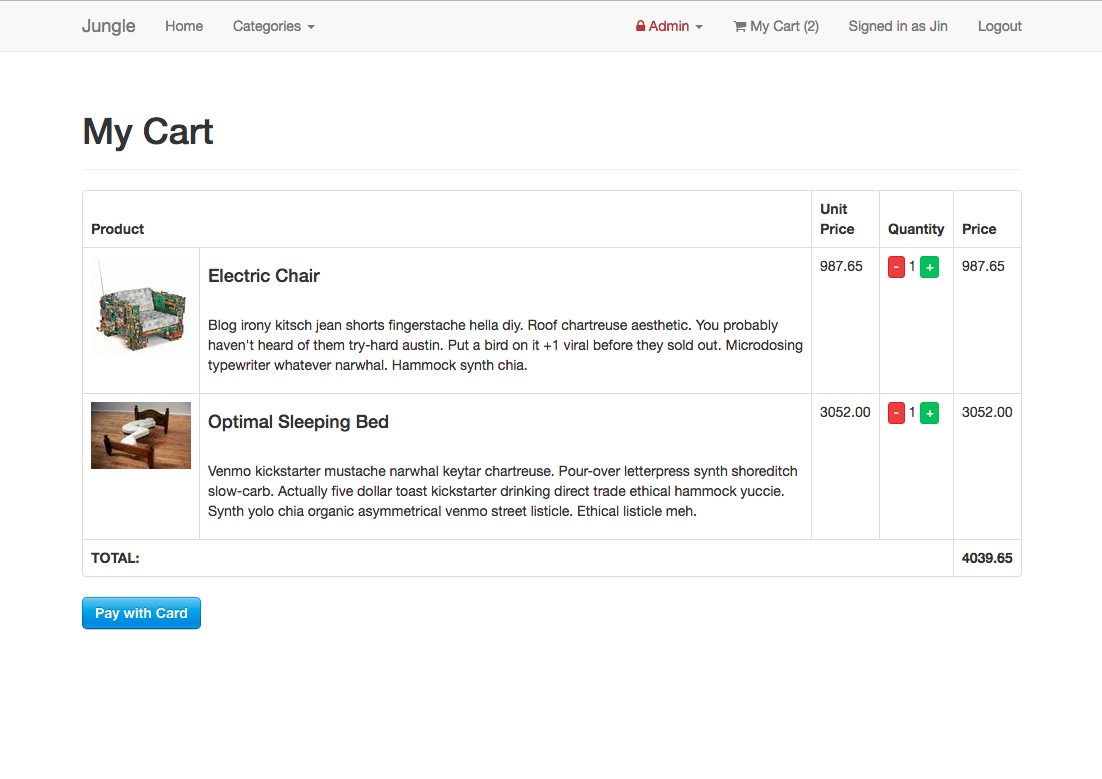 Jungle Home Categories Admin My Cart (2) Signed in as Jin Logout
My Cart
Product Unit Price Quantity Price
Electric Chair 987.65 - 1 + 987.65
Blog irony kitsch jean shorts fingerstache hella diy. Roof chartreuse aesthetic. You probably
haven't heard of them try-hard austin. Put a bird on it +1 viral before they sold out. Microdosing
typewriter whatever narwhal. Hammock synth chia.
Optimal Sleeping Bed 3052.00 - 1 + 3052.00
Venmo kickstarter mustache narwhal keytar chartreuse. Pour-over letterpress synth shoreditch
slow-carb. Actually five dollar toast kickstarter drinking direct trade ethical hammock yuccie.
Synth yolo chia organic asymmetrical venmo street listicle. Ethical listicle meh.
TOTAL: 4039.65
Pay with Card